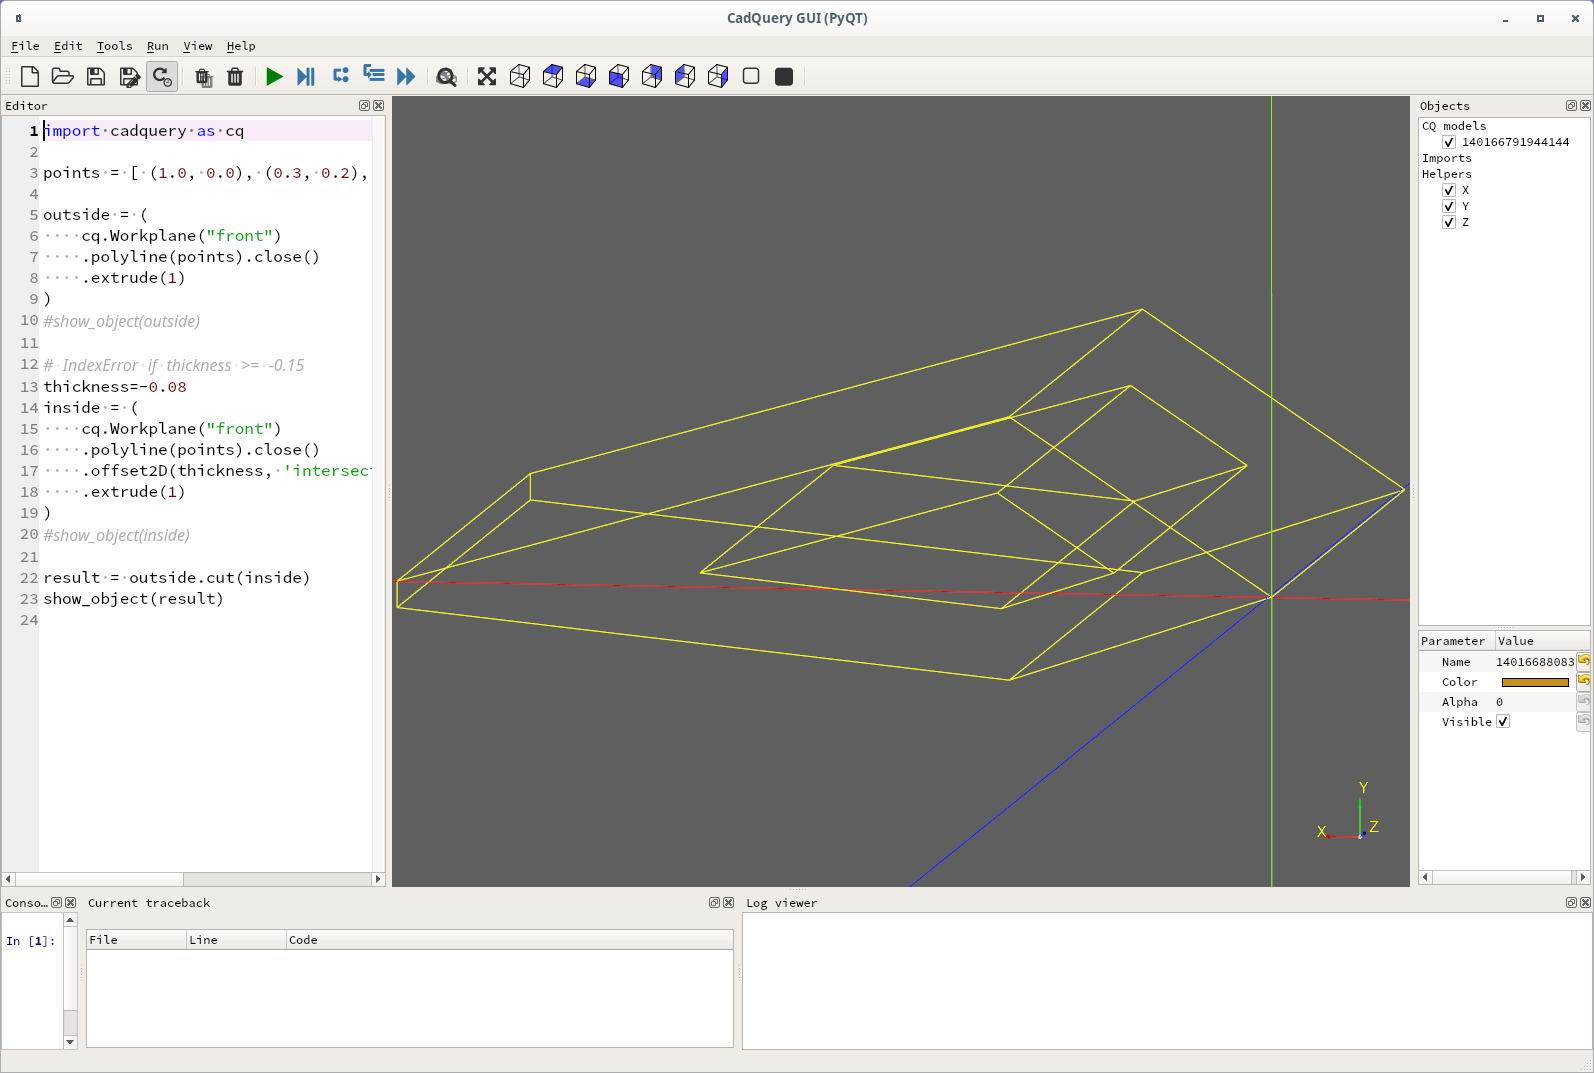 CadQuery GUI (PyQT)
File Edit Tools Run View Help
Editor
1 import cadquery as cq
2
3 points = [ (1.0, 0.0), (0.3, 0.2),
4
5 outside = (
6 cq.Workplane("front")
7 .polyline(points).close()
8 .extrude(1)
9 )
10 #show_object(outside)
11
12 # IndexError if thickness >= -0.15
13 thickness=-0.08
14 inside = (
15 cq.Workplane("front")
16 .polyline(points).close()
17 .offset2D(thickness, 'intersect
18 .extrude(1)
19 )
20 #show_object(inside)
21
22 result = outside.cut(inside)
23 show_object(result)
24
Y
X
Z
Objects
CQ models
140166791944144
Imports
Helpers
X
Y
Z
Parameter Value
Name 14016688083
Color
Alpha 0
Visible
Conso...
In [1]:
Current traceback
File Line Code
Log viewer